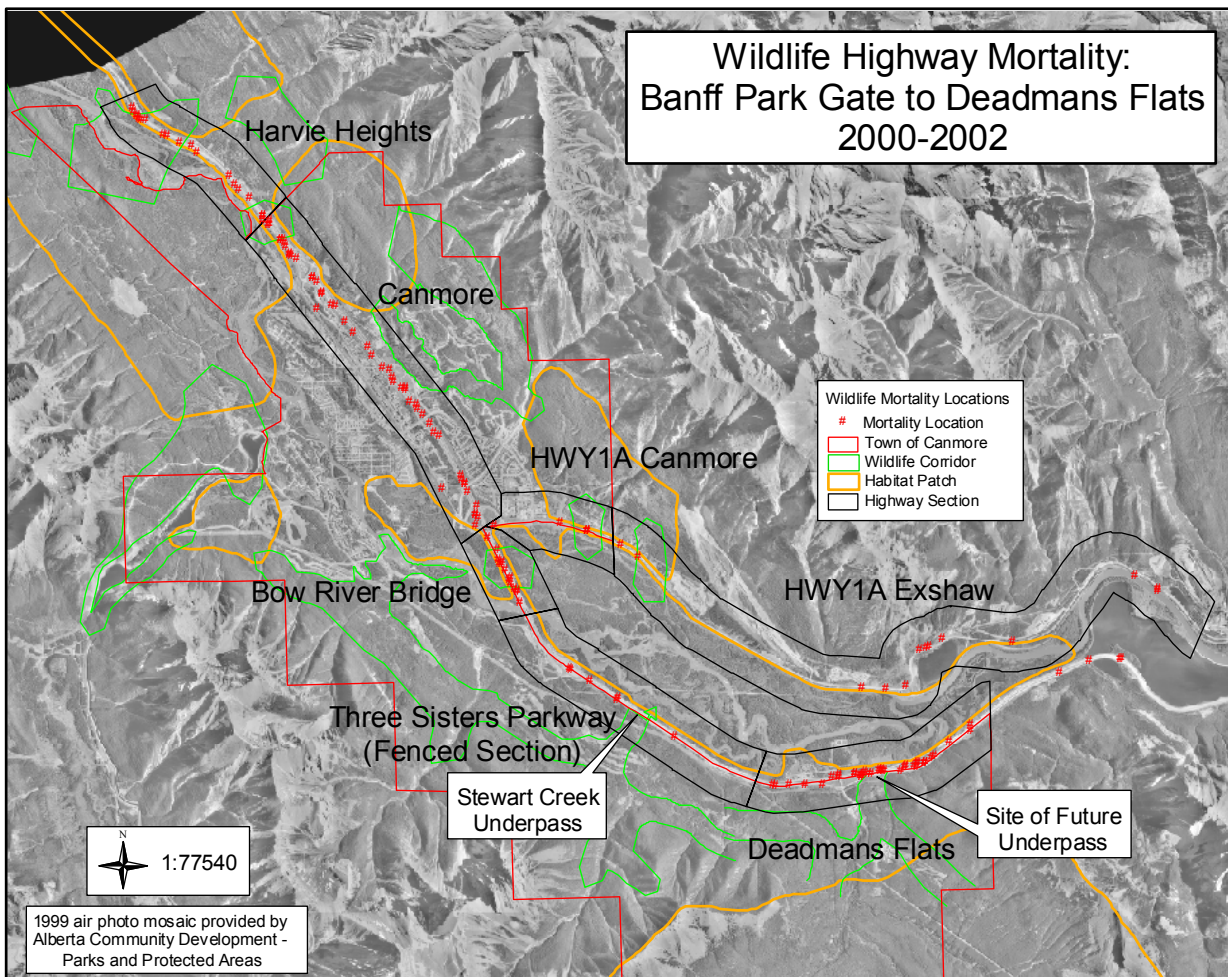 Wildlife Highway Mortality:
Banff Park Gate to Deadmans Flats
2000-2002
Harvie Heights
Canmore
Wildlife Mortality Locations
# Mortality Location
Town of Canmore
Wildlife Corridor
Habitat Patch
Highway Section
HWY1A Canmore
HWY1A Exshaw
Bow River Bridge
Three Sisters Parkway
(Fenced Section)
Stewart Creek
Underpass
Site of Future
Underpass
Deadmans Flats
N
1:77540
1999 air photo mosaic provided by
Alberta Community Development -
Parks and Protected Areas